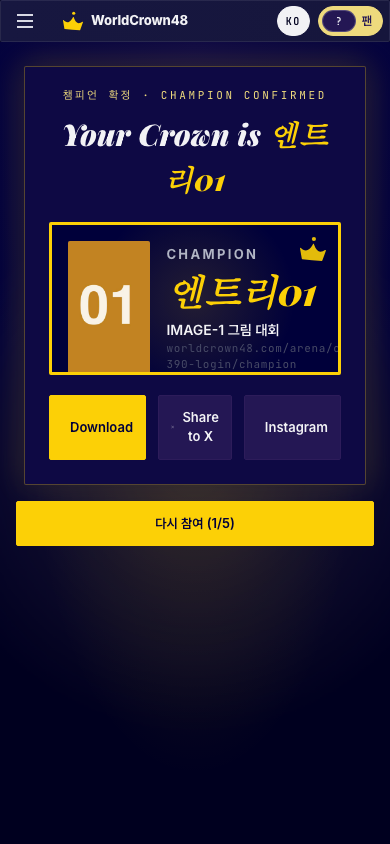 WorldCrown48
KO
?
팬
챔피언 확정 · CHAMPION CONFIRMED
Your Crown is 엔트
리01
01
CHAMPION
엔트리01
IMAGE-1 그림 대회
worldcrown48.com/arena/
390-login/champion
Download
Share
to X
Instagram
다시 참여 (1/5)